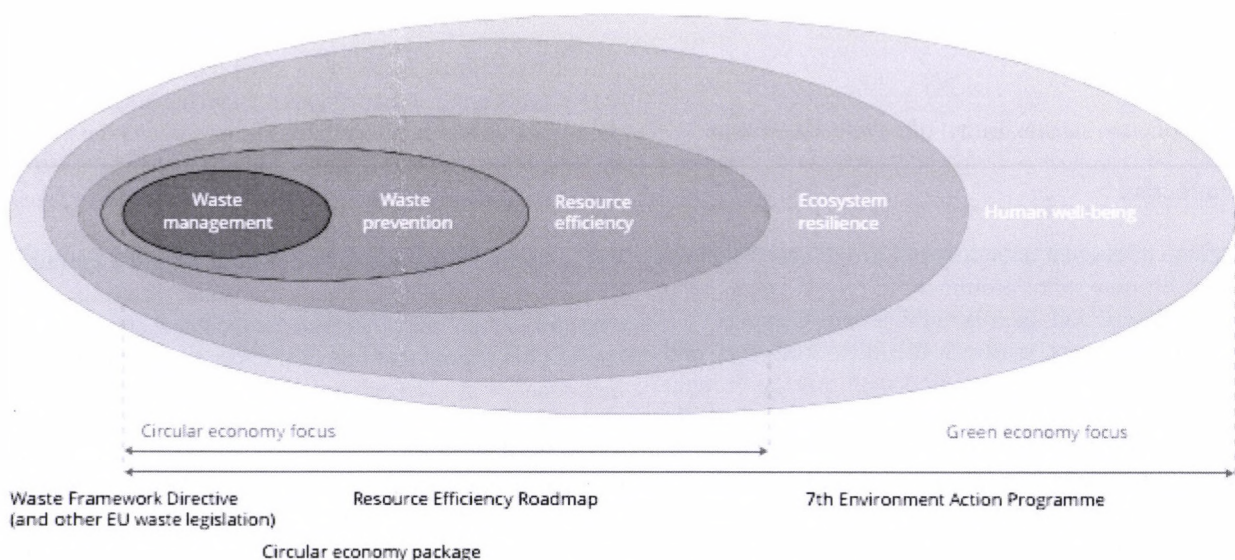 Waste
management
Waste
prevention
Resource
efficiency
Ecosystem
resilience
Human well-being
Circular economy focus
Green economy focus
Waste Framework Directive
(and other EU waste legislation)
Resource Efficiency Roadmap
7th Environment Action Programme
Circular economy package